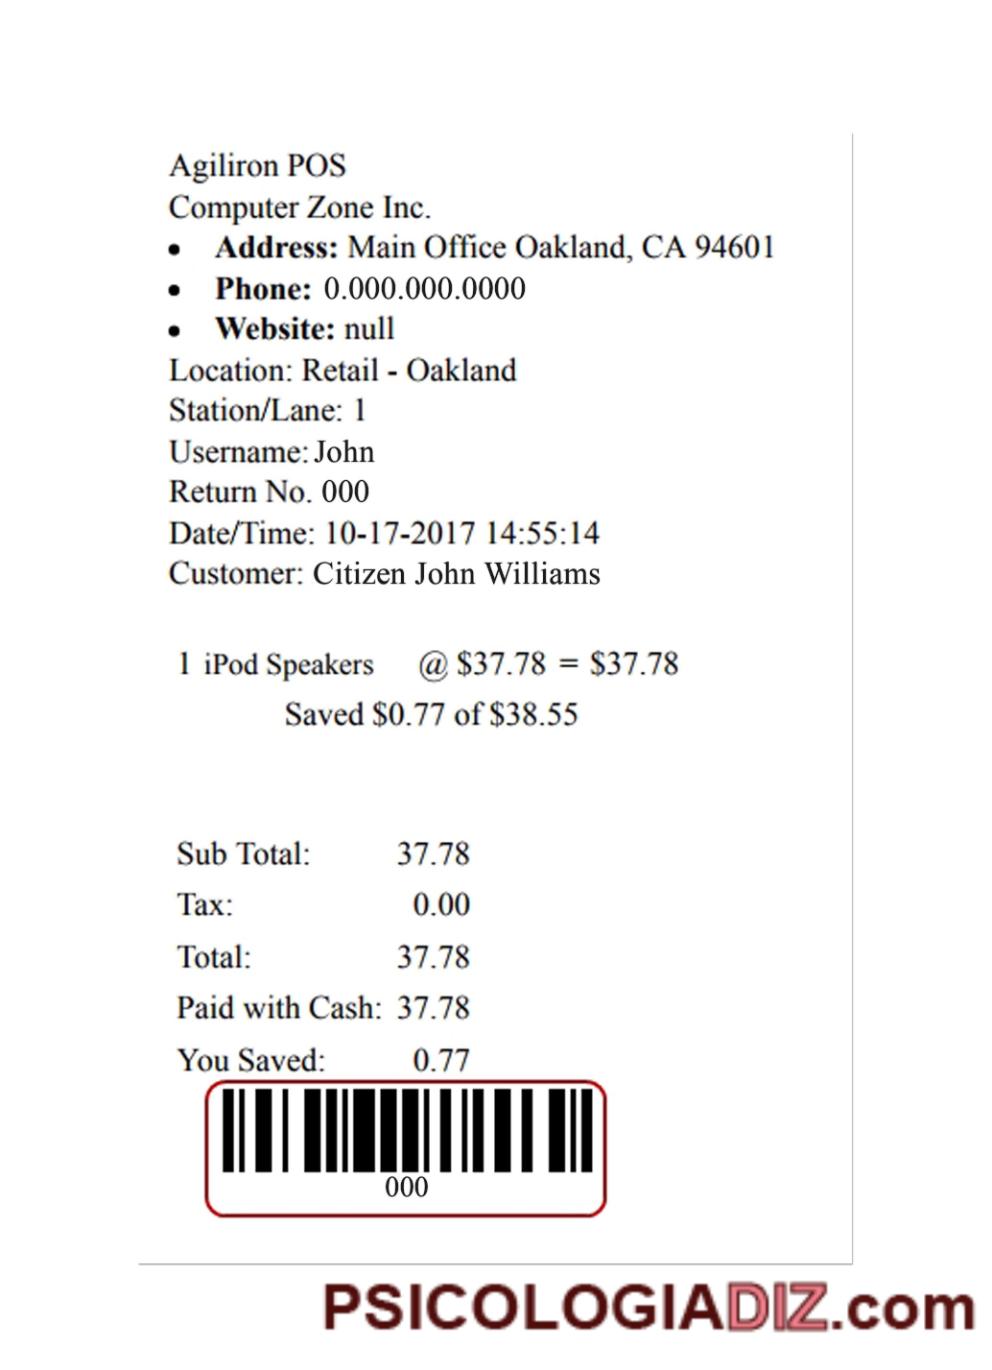 Agiliron POS
Computer Zone Inc.
• Address: Main Office Oakland, CA 94601
• Phone: 0.000.000.0000
• Website: null
Location: Retail - Oakland
Station/Lane: 1
Username: John
Return No. 000
Date/Time: 10-17-2017 14:55:14
Customer: Citizen John Williams
1 iPod Speakers @ $37.78 = $37.78
Saved $0.77 of $38.55
Sub Total: 37.78
Tax: 0.00
Total: 37.78
Paid with Cash: 37.78
You Saved: 0.77
000
PSICOLOGIADIZ.com